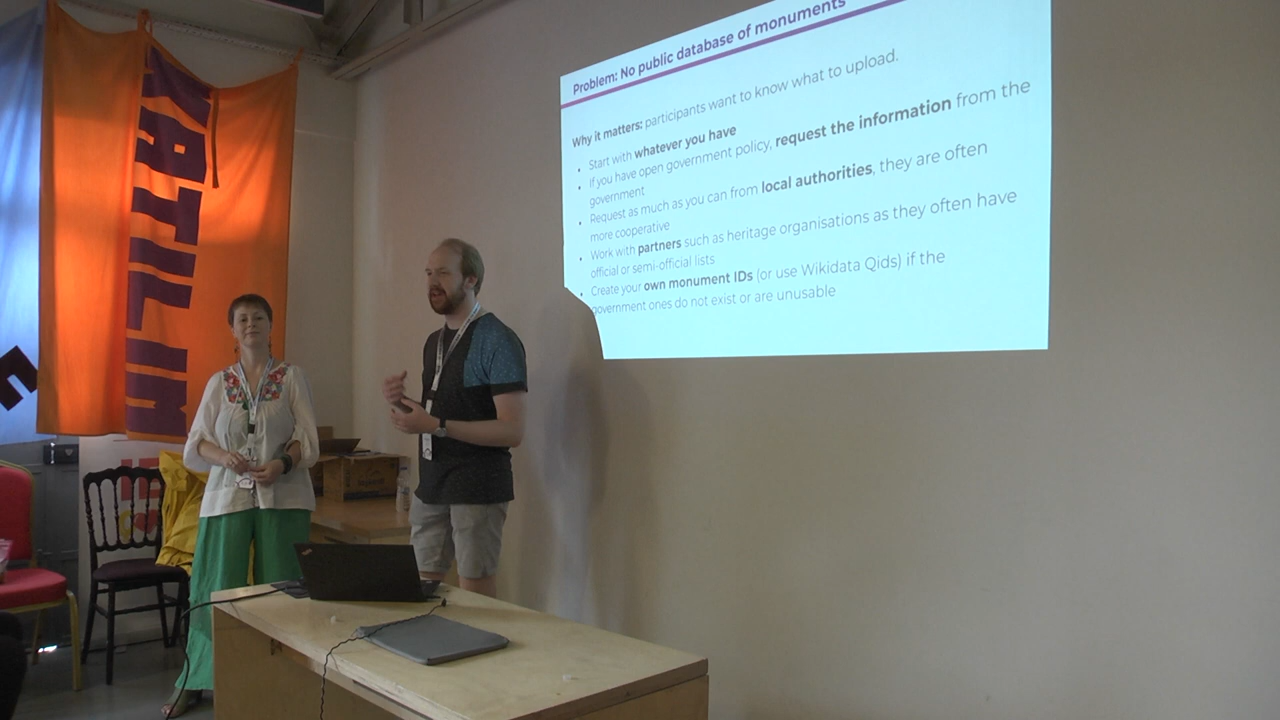 Problem: No public database of monuments
Why it matters: participants want to know what to upload.
• Start with whatever you have
• If you have open government policy, request the information from the
government
• Request as much as you can from local authorities, they are often
more cooperative
• Work with partners such as heritage organisations as they often have
official or semi-official lists
• Create your own monument IDs (or use Wikidata Qids) if the
government ones do not exist or are unusable